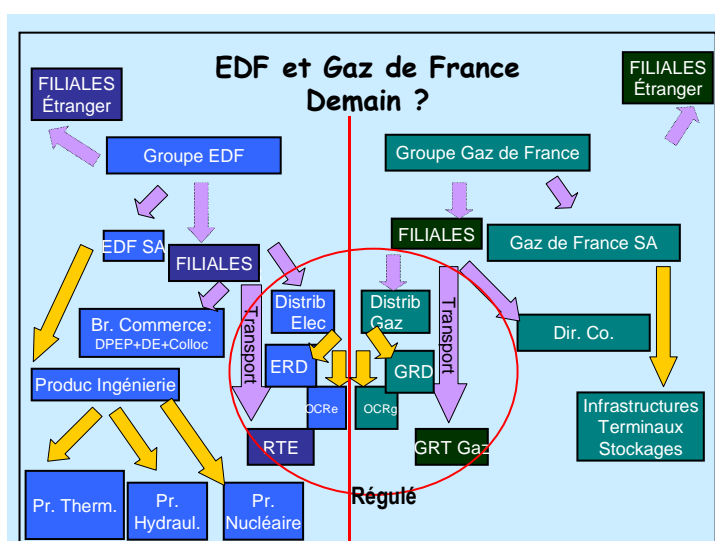 EDF et Gaz de France
Demain ?
FILIALES
Étranger
FILIALES
Étranger
Groupe EDF
Groupe Gaz de France
EDF SA
FILIALES
FILIALES
Gaz de France SA
Br. Commerce:
DPEP+DE+Colloc
Transport
Distrib
Elec
Distrib
Gaz
Transport
Dir. Co.
Produc Ingénierie
ERD
GRD
OCRe
OCRg
RTE
GRT Gaz
Infrastructures
Terminaux
Stockages
Régulé
Pr. Therm.
Pr.
Hydraul.
Pr.
Nucléaire